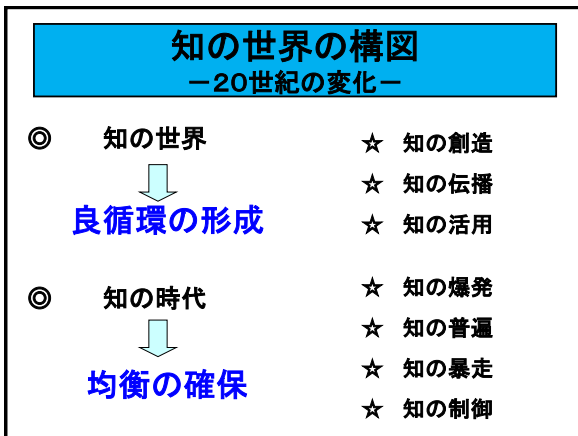 知の世界の構図
－20世紀の変化－
◎ 知の世界
良循環の形成
☆ 知の創造
☆ 知の伝播
☆ 知の活用
◎ 知の時代
均衡の確保
☆ 知の爆発
☆ 知の普遍
☆ 知の暴走
☆ 知の制御